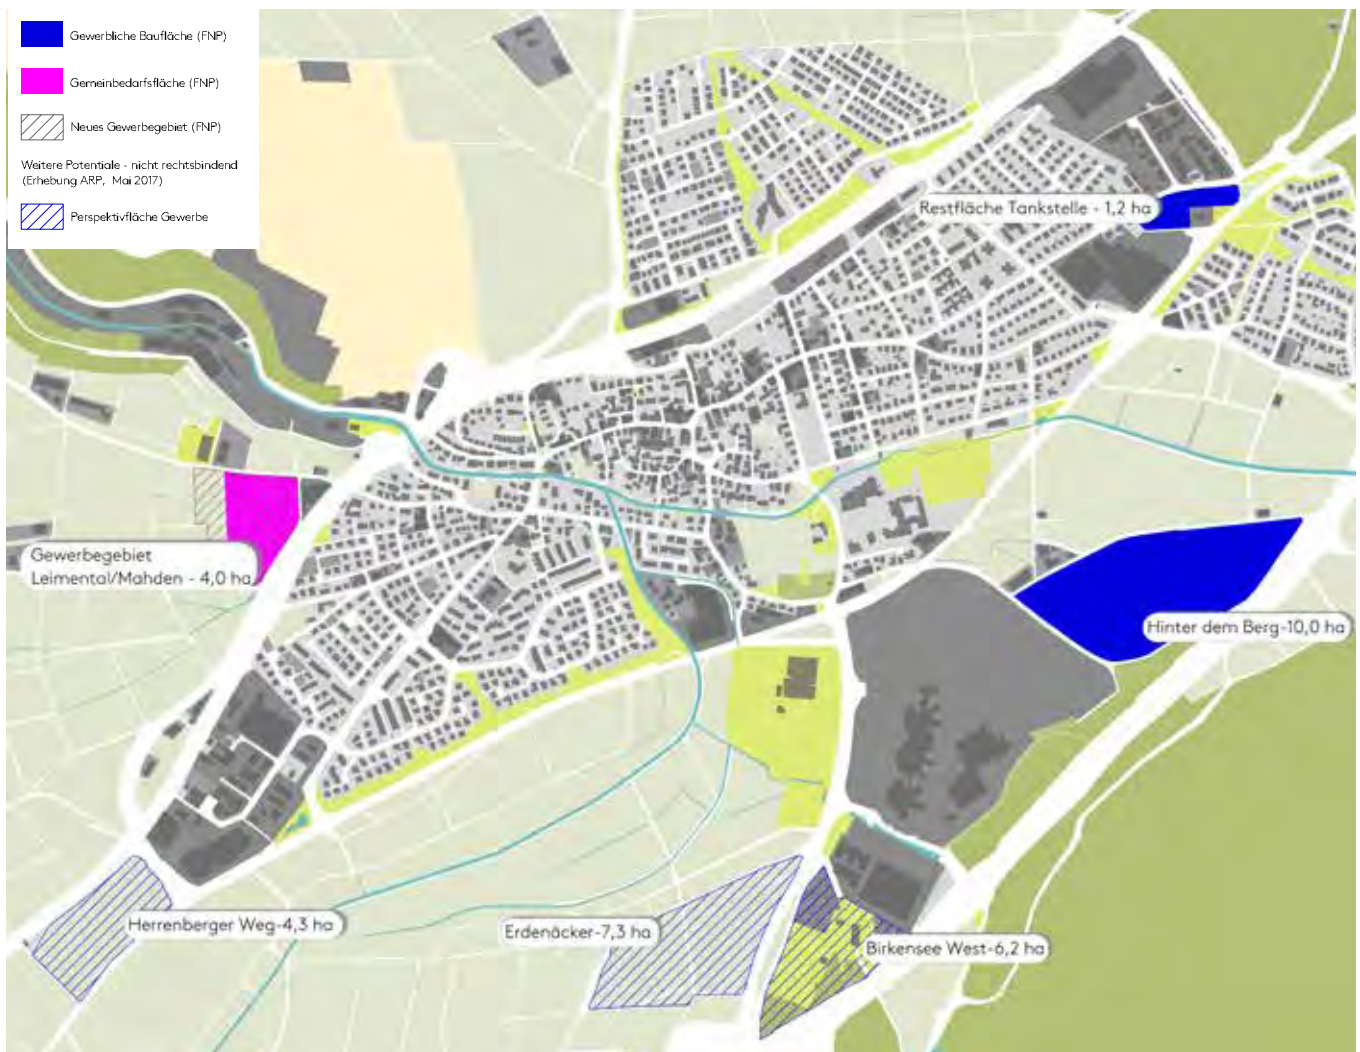 Gewerbliche Baufläche (FNP)
Gemeinbedarfsfläche (FNP)
Neues Gewerbegebiet (FNP)
Weitere Potentiale - nicht rechtsbindend
(Erhebung ARP, Mai 2017)
Perspektivfläche Gewerbe
Restfläche Tankstelle - 1,2 ha
Gewerbegebiet
Leimental/Mahden - 4,0 ha
Hinter dem Berg-10,0 ha
Herrenberger Weg-4,3 ha
Erdenäcker-7,3 ha
Birkensee West-6,2 ha